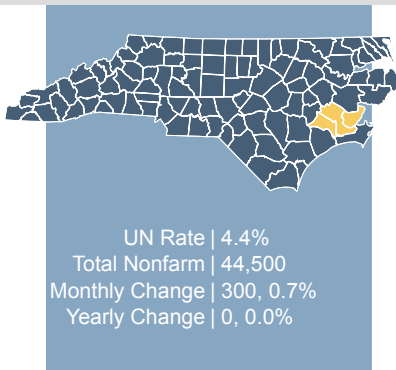 UN Rate | 4.4%
Total Nonfarm | 44,500
Monthly Change | 300, 0.7%
Yearly Change | 0, 0.0%